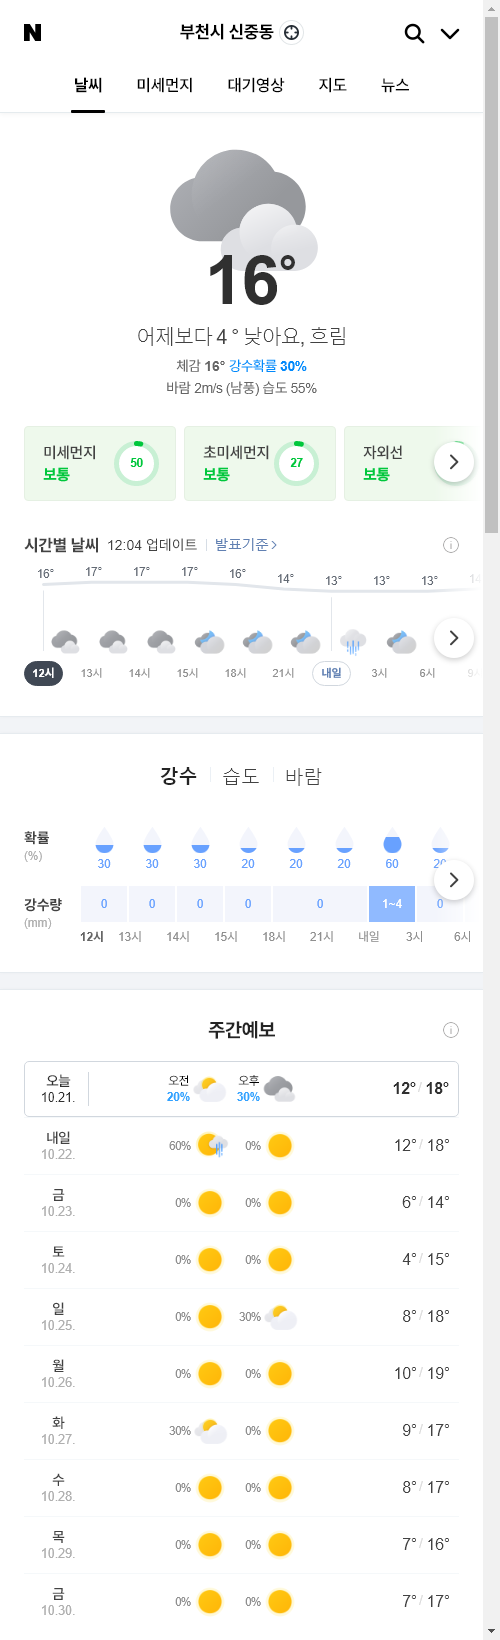 N 부천시 신중동
날씨 미세먼지 대기영상 지도 뉴스
16°
어제보다 4 ° 낮아요, 흐림
체감 16° 강수확률 30%
바람 2m/s (남풍) 습도 55%
미세먼지 보통 50
초미세먼지 보통 27
자외선 보통
시간별 날씨 12:04 업데이트 발표기준
16° 17° 17° 17° 16° 14° 13° 13° 13° 14
12시 13시 14시 15시 18시 21시 내일 3시 6시 9시
강수 습도 바람
확률 (%)
30 30 30 20 20 20 60 20
강수량 (mm)
0 0 0 0 0 1~4 0
12시 13시 14시 15시 18시 21시 내일 3시 6시
주간예보
오늘 10.21. 오전 20% 오후 30% 12° / 18°
내일 10.22. 60% 0% 12° / 18°
금 10.23. 0% 0% 6° / 14°
토 10.24. 0% 0% 4° / 15°
일 10.25. 0% 30% 8° / 18°
월 10.26. 0% 0% 10° / 19°
화 10.27. 30% 0% 9° / 17°
수 10.28. 0% 0% 8° / 17°
목 10.29. 0% 0% 7° / 16°
금 10.30. 0% 0% 7° / 17°